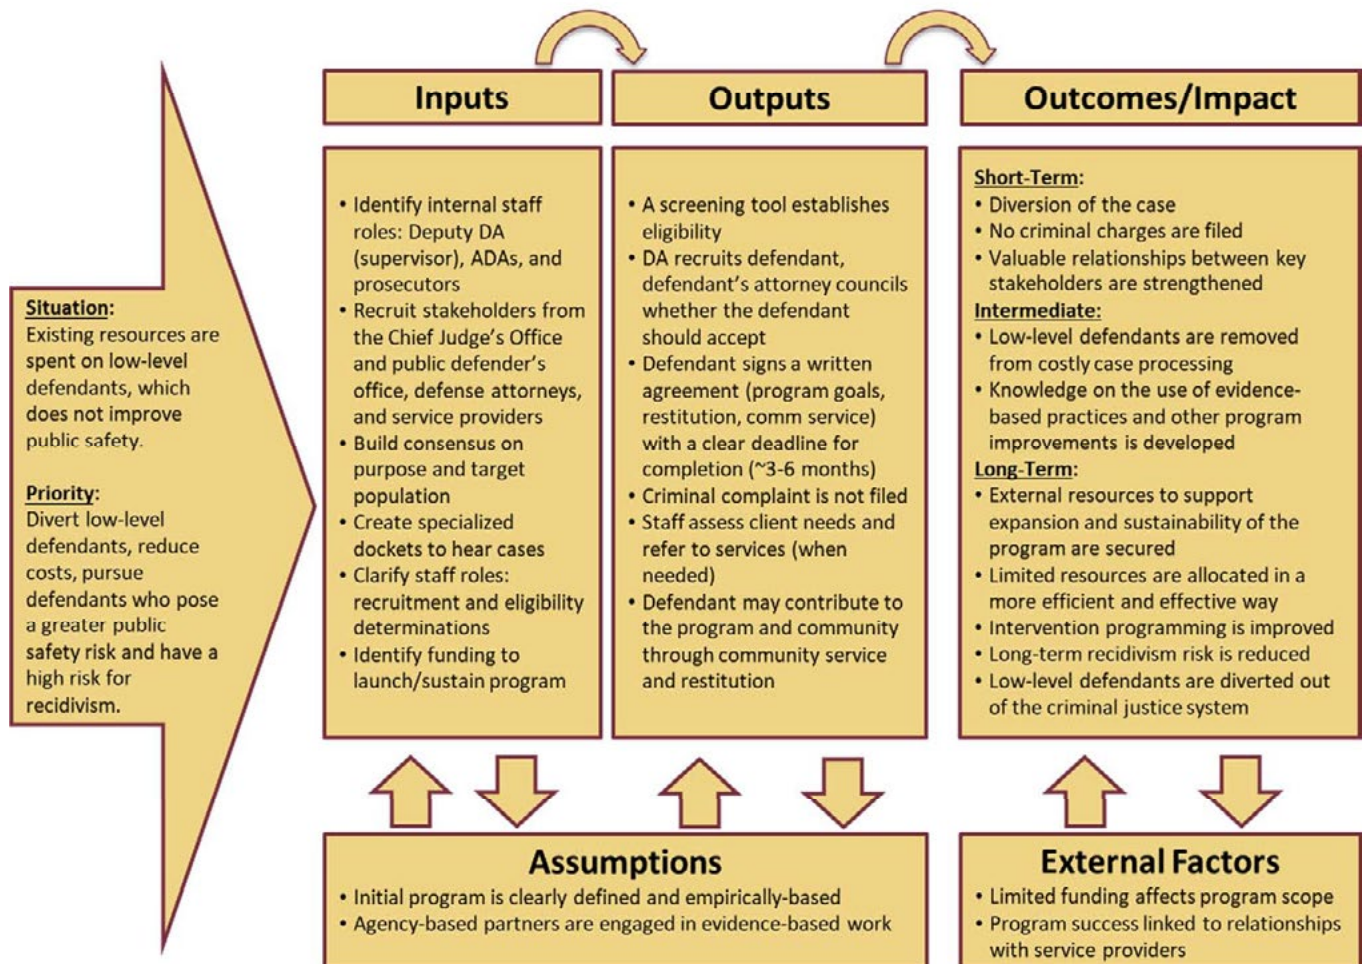 Inputs
Outputs
Outcomes/Impact
Situation:
Existing resources are
spent on low-level
defendants, which
does not improve
public safety.
Priority:
Divert low-level
defendants, reduce
costs, pursue
defendants who pose
a greater public
safety risk and have a
high risk for
recidivism.
• Identify internal staff
roles: Deputy DA
(supervisor), ADAs, and
prosecutors
• Recruit stakeholders from
the Chief Judge's Office
and public defender's
office, defense attorneys,
and service providers
• Build consensus on
purpose and target
population
• Create specialized
dockets to hear cases
• Clarify staff roles:
recruitment and eligibility
determinations
• Identify funding to
launch/sustain program
• A screening tool establishes
eligibility
• DA recruits defendant,
defendant's attorney councils
whether the defendant
should accept
• Defendant signs a written
agreement (program goals,
restitution, comm service)
with a clear deadline for
completion (~3-6 months)
• Criminal complaint is not filed
• Staff assess client needs and
refer to services (when
needed)
• Defendant may contribute to
the program and community
through community service
and restitution
Short-Term:
• Diversion of the case
• No criminal charges are filed
• Valuable relationships between key
stakeholders are strengthened
Intermediate:
• Low-level defendants are removed
from costly case processing
• Knowledge on the use of evidence-
based practices and other program
improvements is developed
Long-Term:
• External resources to support
expansion and sustainability of the
program are secured
• Limited resources are allocated in a
more efficient and effective way
• Intervention programming is improved
• Long-term recidivism risk is reduced
• Low-level defendants are diverted out
of the criminal justice system
Assumptions
• Initial program is clearly defined and empirically-based
• Agency-based partners are engaged in evidence-based work
External Factors
• Limited funding affects program scope
• Program success linked to relationships
with service providers